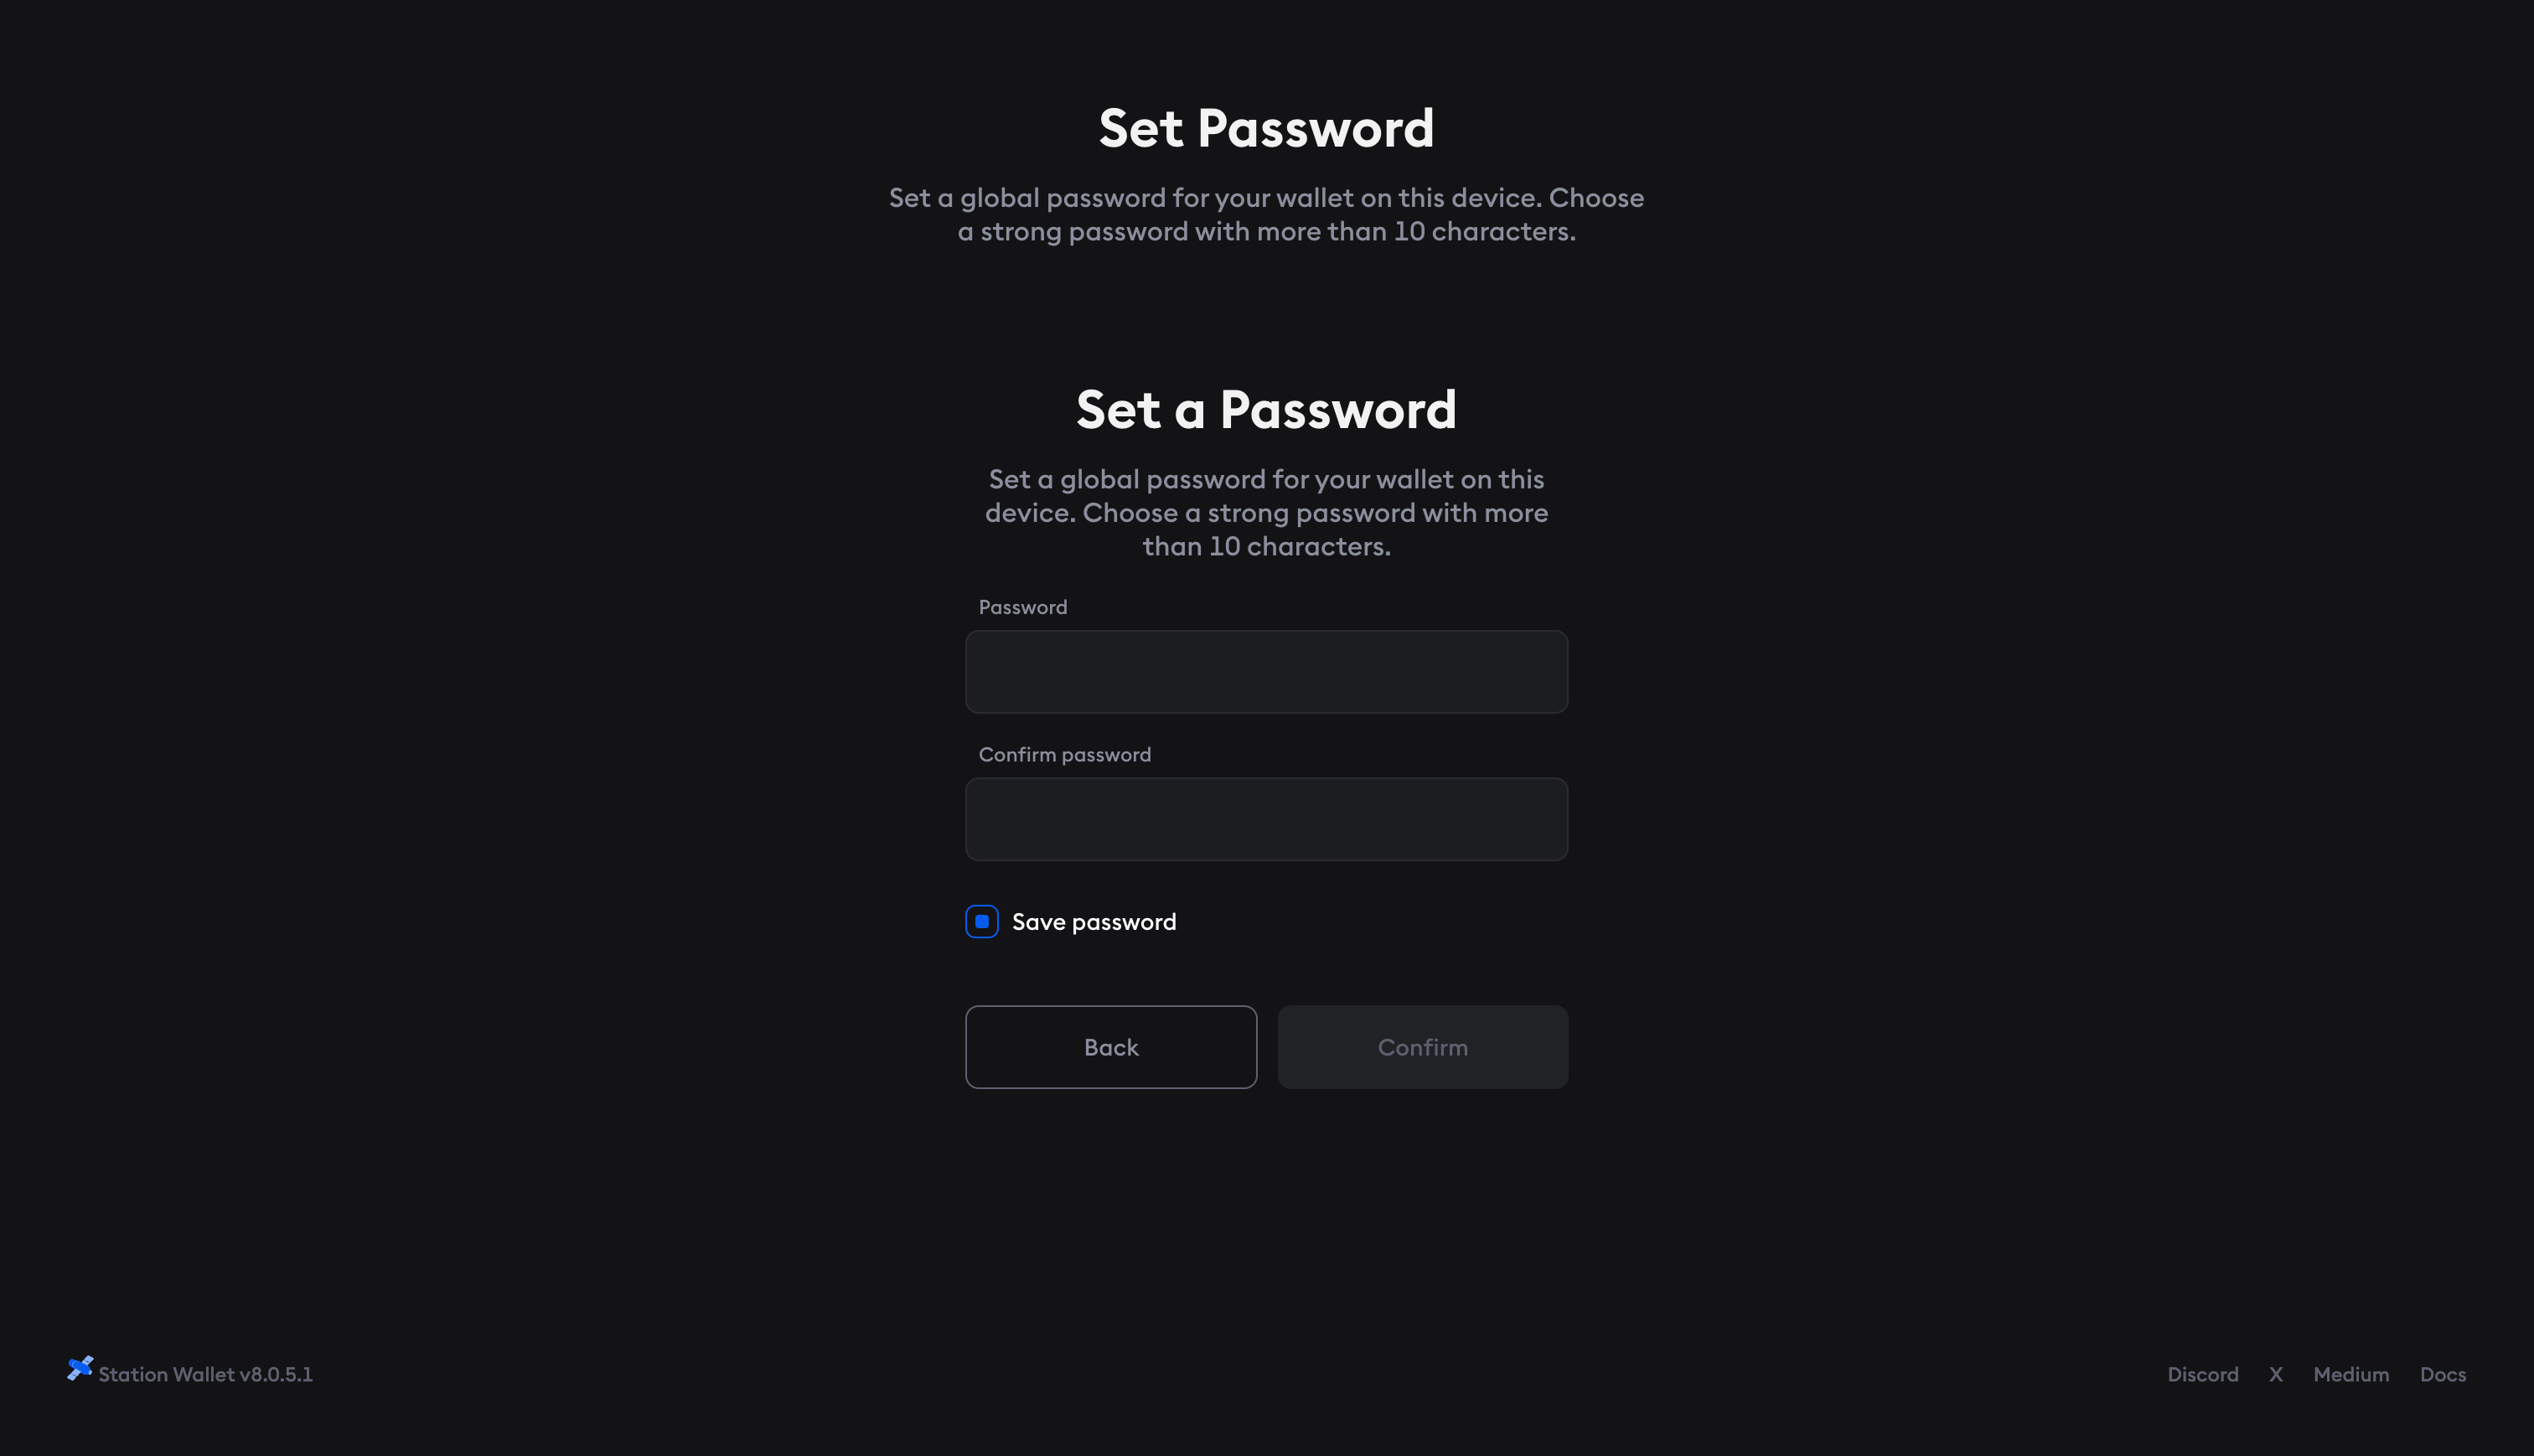 Set Password
Set a global password for your wallet on this device. Choose
a strong password with more than 10 characters.
Set a Password
Set a global password for your wallet on this
device. Choose a strong password with more
than 10 characters.
Password
Confirm password
Save password
Back
Confirm
Station Wallet v8.0.5.1
Discord
X
Medium
Docs